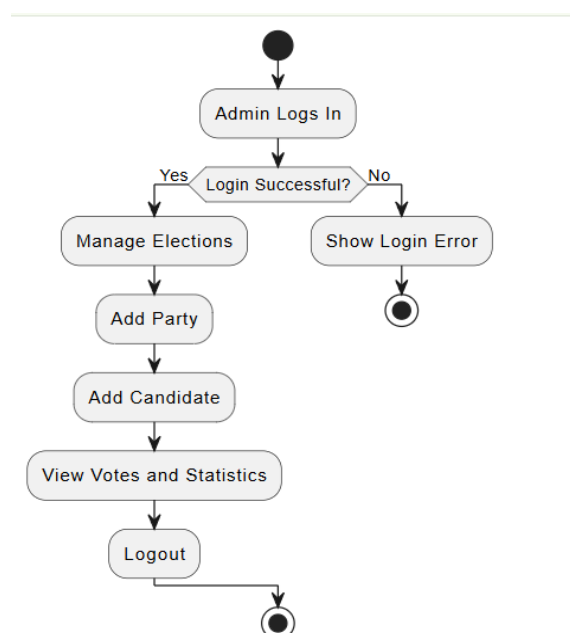 Admin Logs In
Yes
Login Successful?
No
Manage Elections
Show Login Error
Add Party
Add Candidate
View Votes and Statistics
Logout